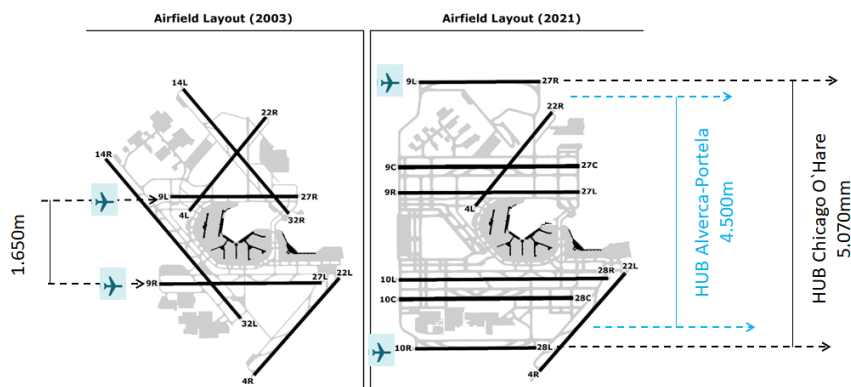 Airfield Layout (2003)
14L
22R
14R
9L
27R
4L
32R
1.650m
9R
27L
22L
32L
4R
Airfield Layout (2021)
9L
27R
22R
9C
27C
9R
27L
4L
10L
28R
22L
10C
28C
10R
28L
4R
HUB Alverca-Portela
4.500m
HUB Chicago O`Hare
5.070mm